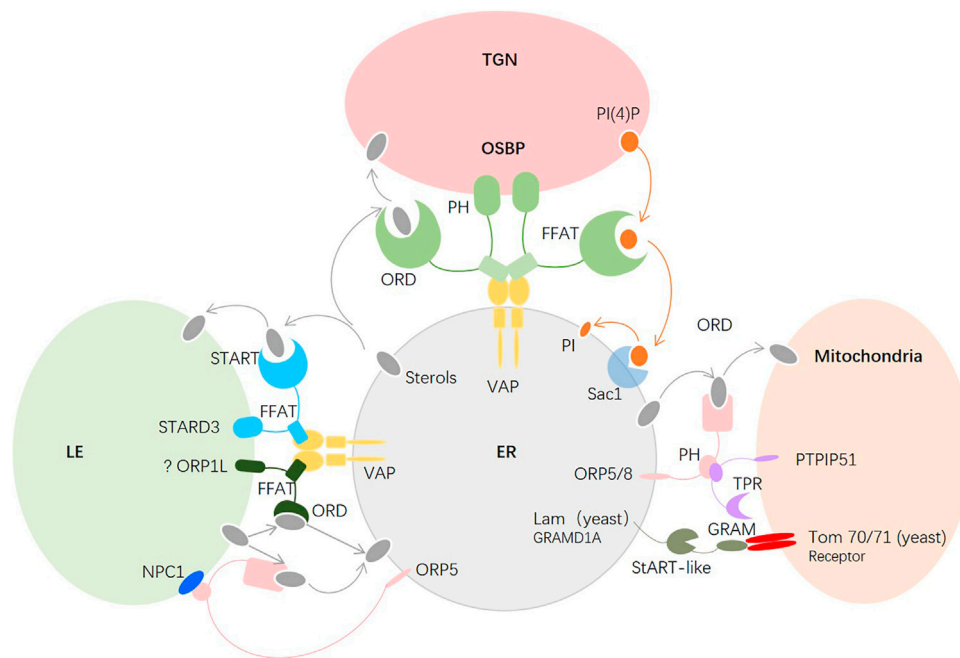 TGN
PI(4)P
OSBP
PH
FFAT
ORD
ORD
START
PI
Mitochondria
Sterols
VAP
Sac1
FFAT
STARD3
LE
VAP
ER
? ORP1L
PH
PTPIP51
ORP5/8
FFAT
TPR
ORD
Lam (yeast)
GRAM
GRAMD1A
Tom 70/71 (yeast)
Receptor
StART-like
NPC1
ORP5